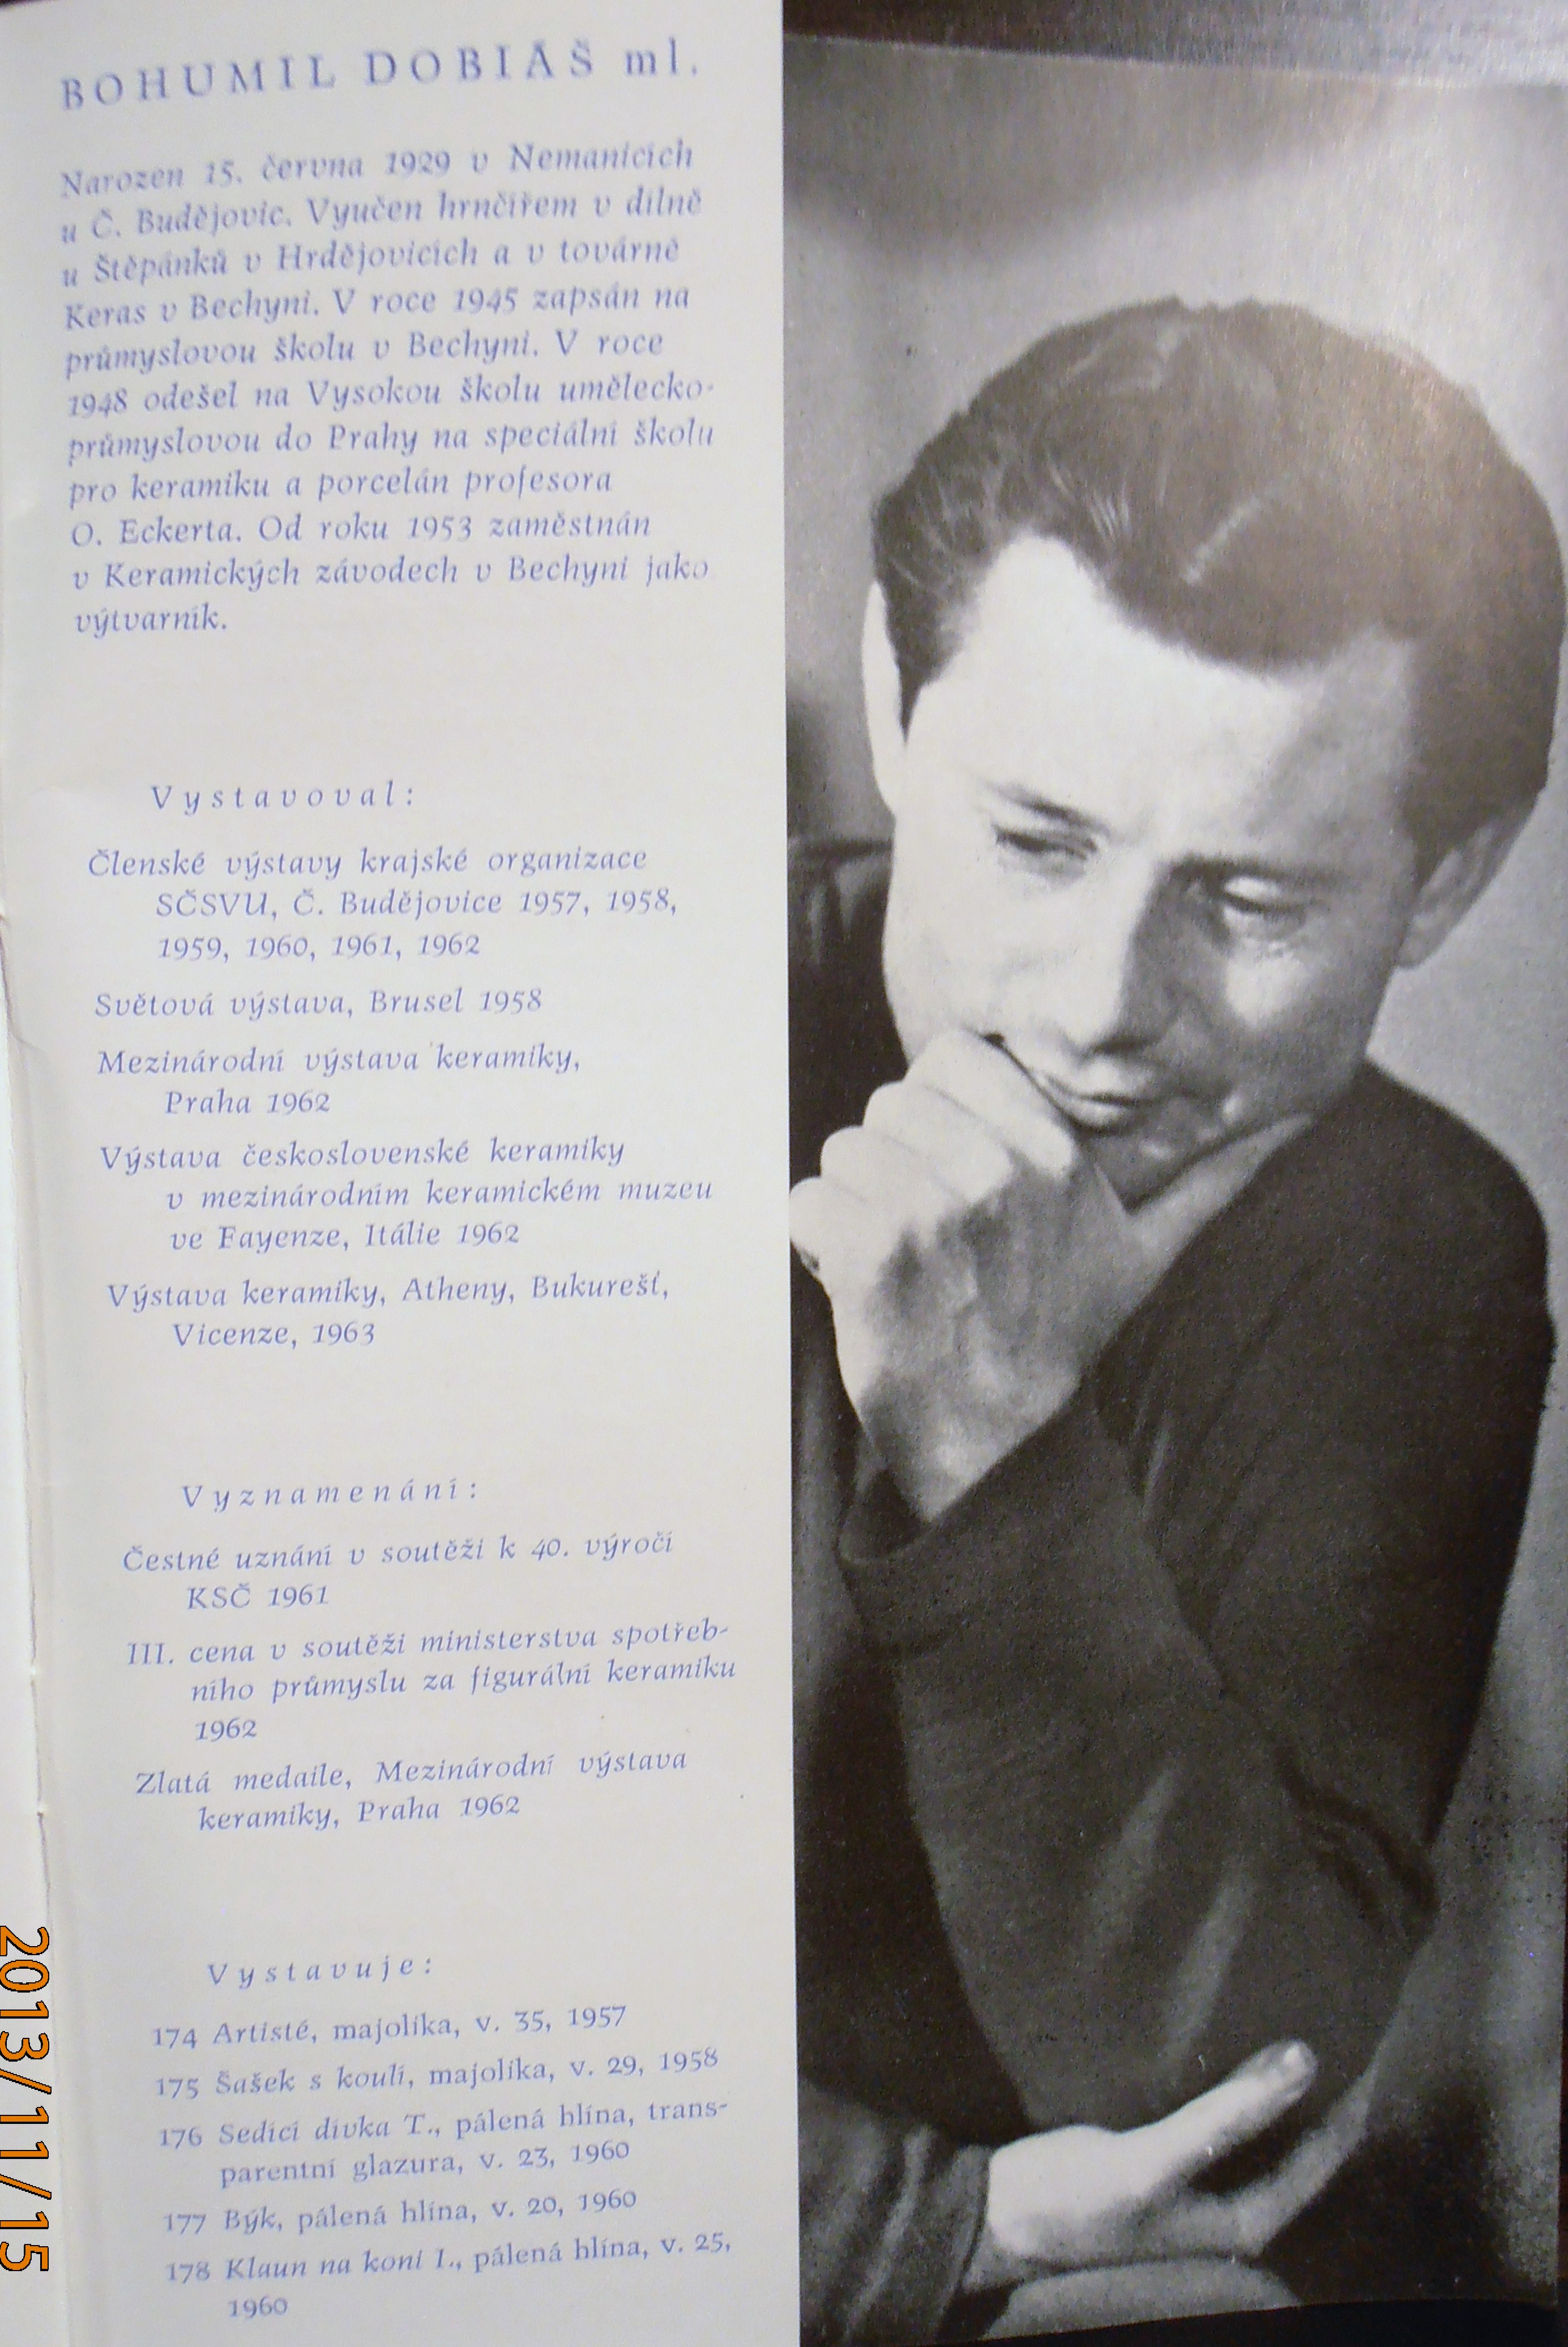 BOHUMIL DOBIÁŠ ml.
Narozen 15. června 1929 v Nemanicích
u Č. Budějovic. Vyučen hrnčířem v dílně
u Štěpánků v Hrdějovicích a v továrně
Keras v Bechyni. V roce 1945 zapsán na
průmyslovou školu v Bechyni. V roce
1948 odešel na Vysokou školu umělecko-
průmyslovou do Prahy na speciální školu
pro keramiku a porcelán profesora
O. Eckerta. Od roku 1953 zaměstnán
v Keramických závodech v Bechyni jako
výtvarník.
Vystavoval:
Členské výstavy krajské organizace
SČSVU, Č. Budějovice 1957, 1958,
1959, 1960, 1961, 1962
Světová výstava, Brusel 1958
Mezinárodní výstava keramiky,
Praha 1962
Výstava československé keramiky
v mezinárodním keramickém muzeu
ve Fayenze, Itálie 1962
Výstava keramiky, Atheny, Bukurešť,
Vicenze, 1963
Vyznamenání:
Čestné uznání v soutěži k 40. výročí
KSČ 1961
III. cena v soutěži ministerstva spotřeb-
ního průmyslu za figurální keramiku
1962
Zlatá medaile, Mezinárodní výstava
keramiky, Praha 1962
Vystavuje:
174 Artisté, majolika, v. 35, 1957
175 Šašek s koulí, majolika, v. 29, 1958
176 Sedící dívka T., pálená hlína, trans-
parentní glazura, v. 23, 1960
177 Býk, pálená hlína, v. 20, 1960
178 Klaun na koni I., pálená hlína, v. 25,
1960
2013/11/15